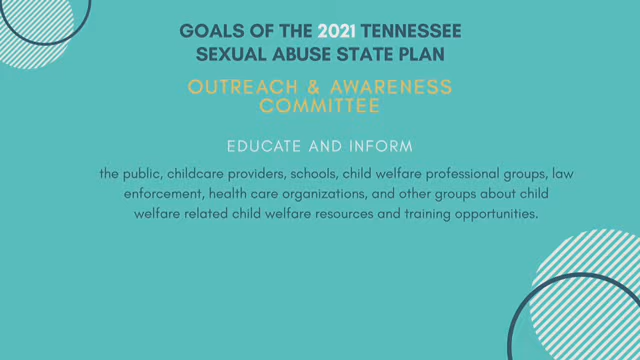 GOALS OF THE 2021 TENNESSEE
SEXUAL ABUSE STATE PLAN
OUTREACH & AWARENESS
COMMITTEE
EDUCATE AND INFORM
the public, childcare providers, schools, child welfare professional groups, law
enforcement, health care organizations, and other groups about child
welfare related child welfare resources and training opportunities.